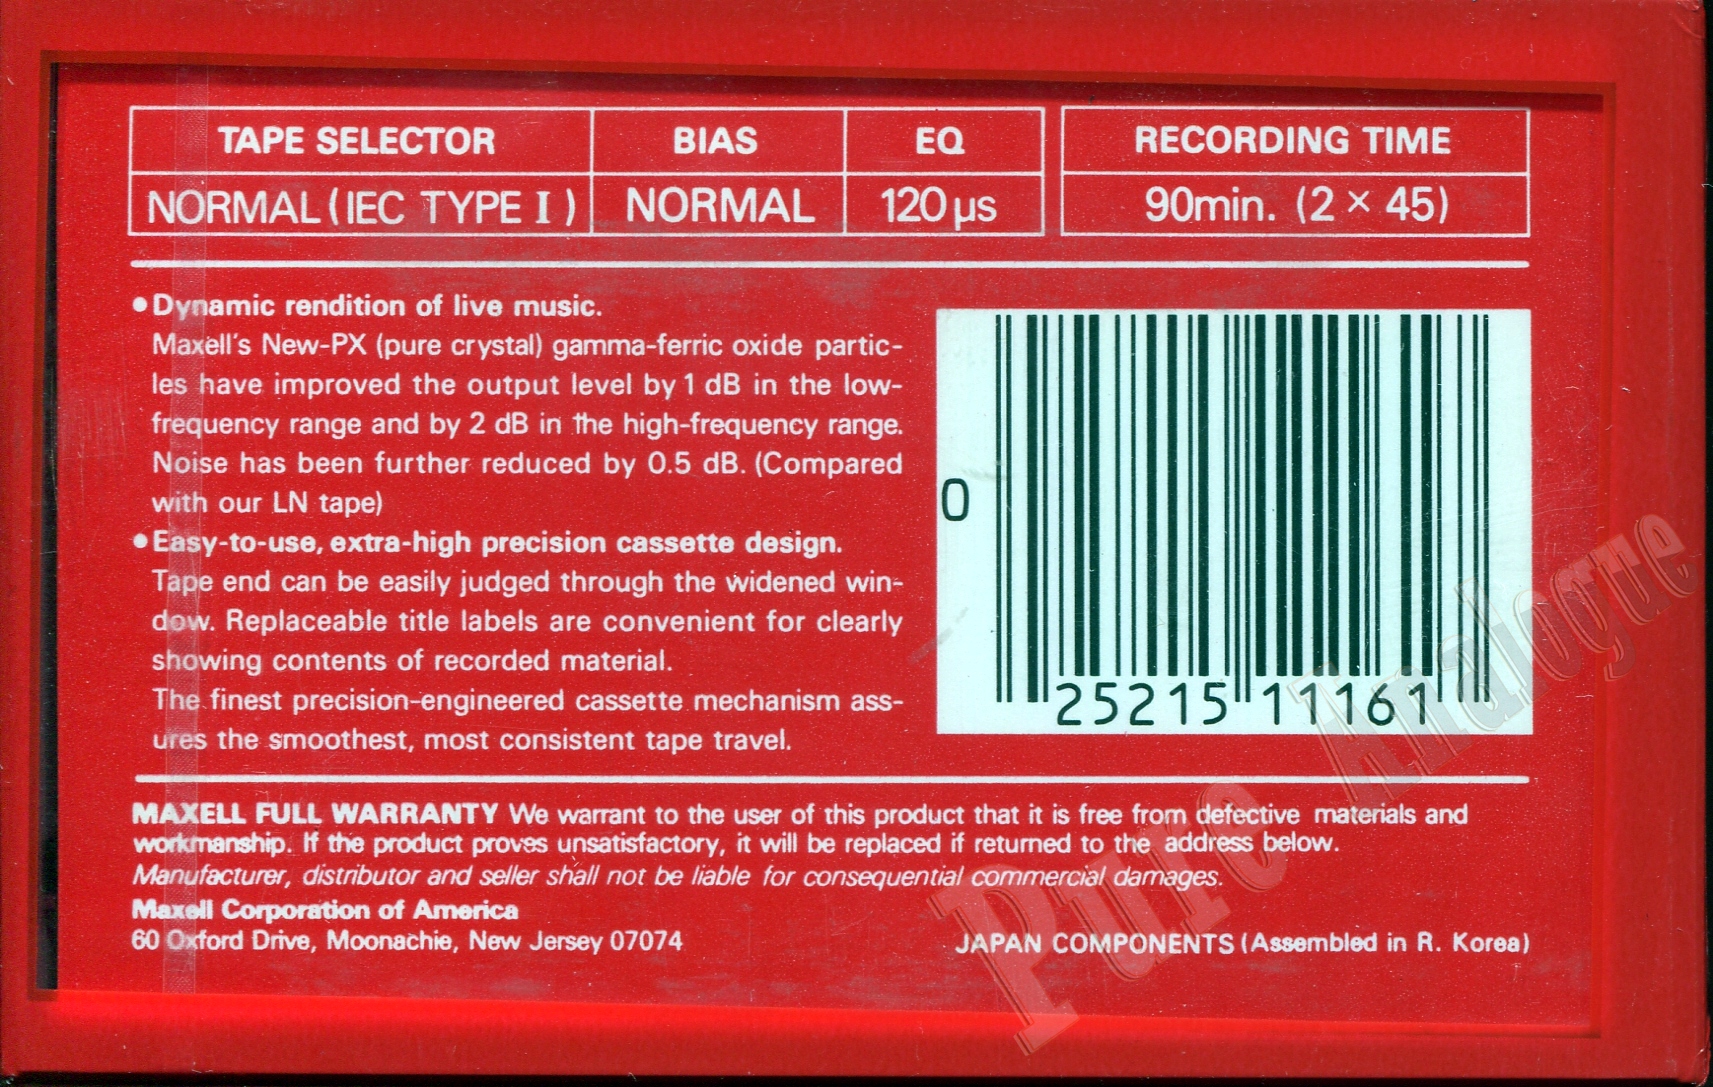 TAPE SELECTOR BIAS EQ RECORDING TIME
NORMAL (IEC TYPE I) NORMAL 120 µs 90min. (2 × 45)
●Dynamic rendition of live music.
Maxell's New-PX (pure crystal) gamma-ferric oxide partic-
les have improved the output level by 1 dB in the low-
frequency range and by 2 dB in the high-frequency range.
Noise has been further reduced by 0.5 dB. (Compared
with our LN tape)
●Easy-to-use, extra-high precision cassette design.
Tape end can be easily judged through the widened win-
dow. Replaceable title labels are convenient for clearly
showing contents of recorded material.
The finest precision-engineered cassette mechanism ass-
ures the smoothest, most consistent tape travel.
0 25215 11161
MAXELL FULL WARRANTY We warrant to the user of this product that it is free from defective materials and
workmanship. If the product proves unsatisfactory, it will be replaced if returned to the address below.
Manufacturer, distributor and seller shall not be liable for consequential commercial damages.
Maxell Corporation of America
60 Oxford Drive, Moonachie, New Jersey 07074
JAPAN COMPONENTS (Assembled in R. Korea)
Pure Analogue